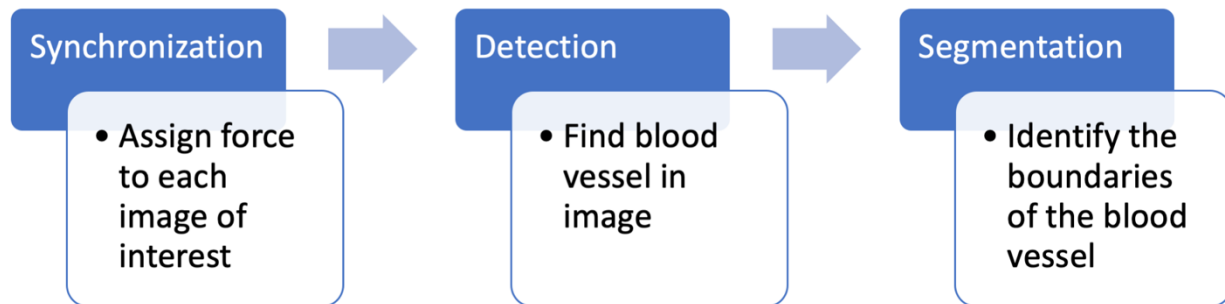 Synchronization
• Assign force
to each
image of
interest
Detection
• Find blood
vessel in
image
Segmentation
• Identify the
boundaries
of the blood
vessel